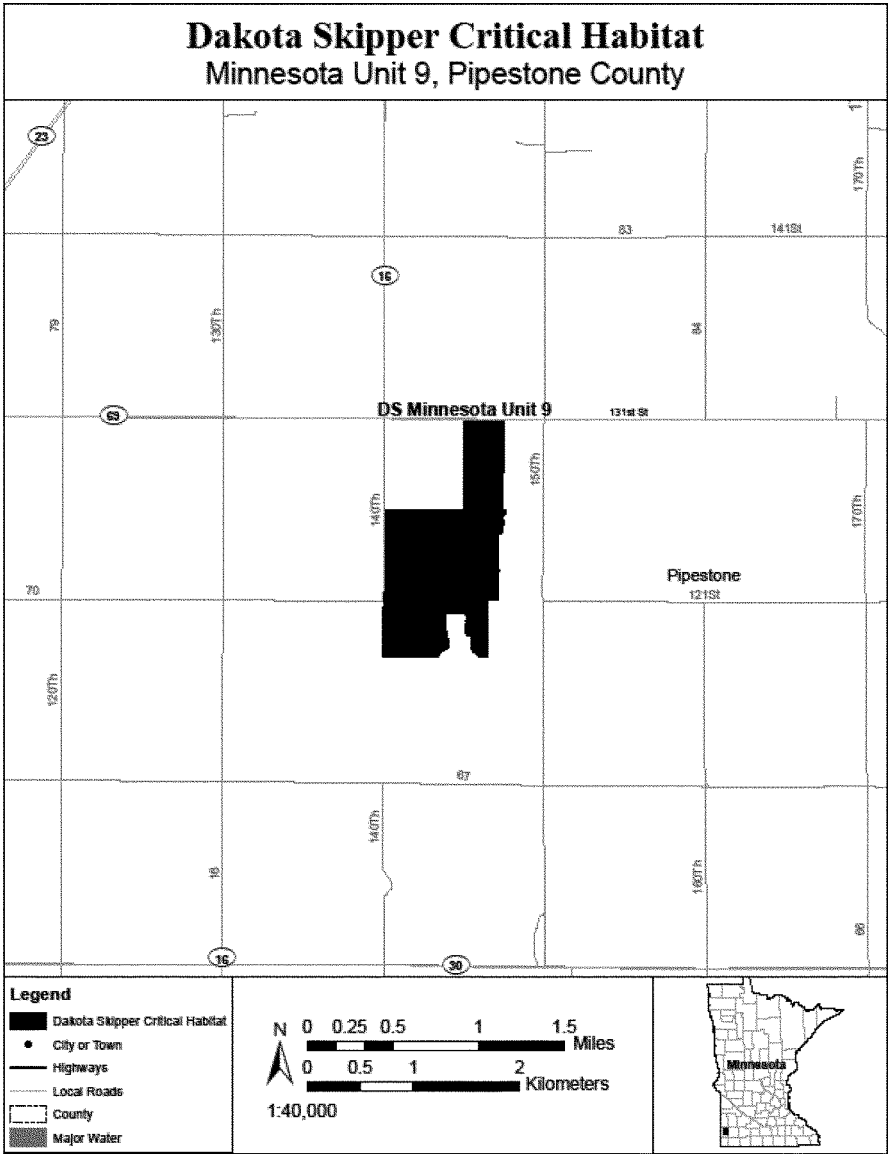 Dakota Skipper Critical Habitat
Minnesota Unit 9, Pipestone County
23
170Th
83
141St
16
79
130Th
84
DS Minnesota Unit 9
69
131st St
150Th
140Th
170Th
Pipestone
70
121St
120Th
67
140Th
16
160Th
66
16
30
Legend
Dakota Skipper Critical Habitat
City or Town
Highways
Local Roads
County
Major Water
N
0 0.25 0.5 1 1.5
Miles
0 0.5 1 2
Kilometers
1:40,000
Minnesota